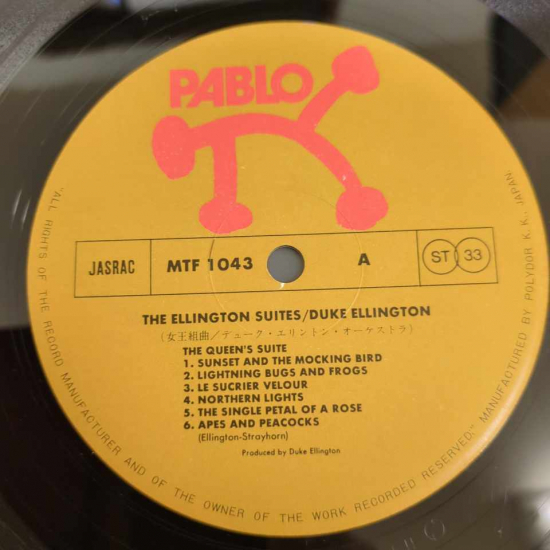 PABLO
JASRAC
MTF 1043
A
ST 33
THE ELLINGTON SUITES/DUKE ELLINGTON
(女王組曲/デューク・エリントン・オーケストラ)
THE QUEEN'S SUITE
1. SUNSET AND THE MOCKING BIRD
2. LIGHTNING BUGS AND FROGS
3. LE SUCRIER VELOUR
4. NORTHERN LIGHTS
5. THE SINGLE PETAL OF A ROSE
6. APES AND PEACOCKS
(Ellington-Strayhorn)
Produced by Duke Ellington
"ALL RIGHTS OF THE RECORD MANUFACTURER AND OF THE OWNER OF THE WORK RECORDED RESERVED." MANUFACTURED BY POLYDOR K.K., JAPAN